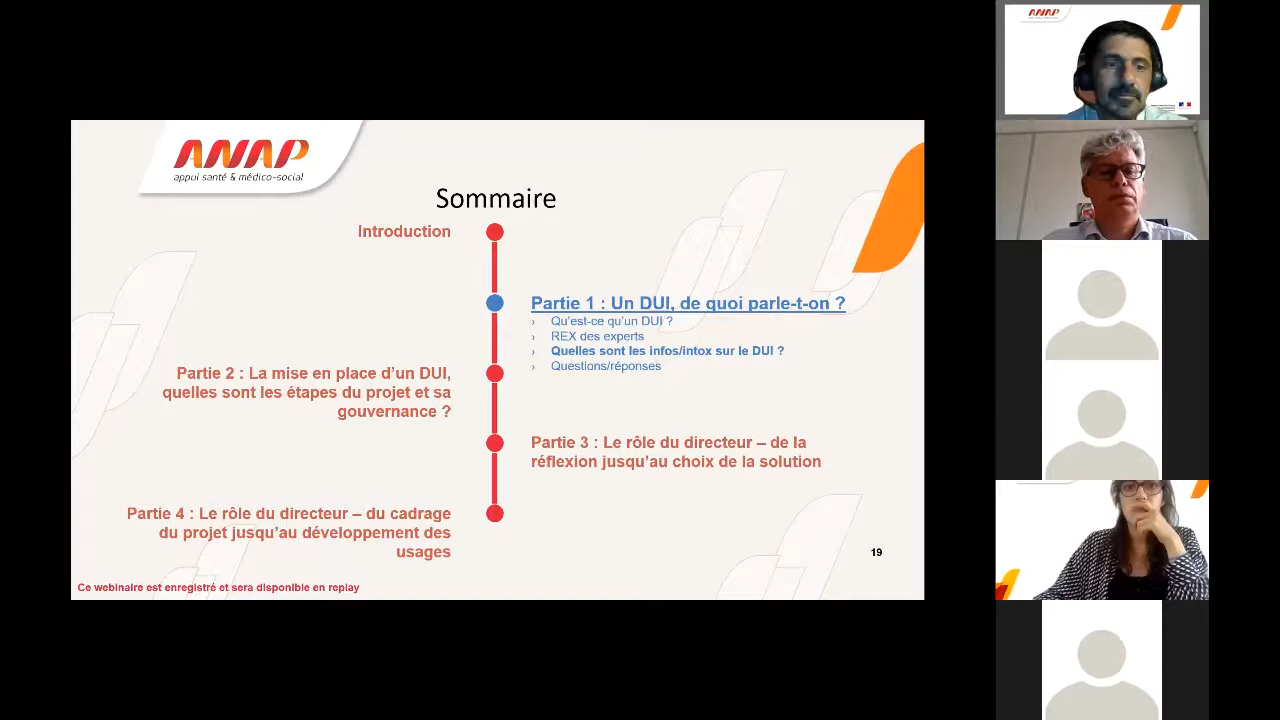 ANAP
appui santé & médico-social
Sommaire
Introduction
Partie 1 : Un DUI, de quoi parle-t-on ?
› Qu'est-ce qu'un DUI ?
› REX des experts
› Quelles sont les infos/intox sur le DUI ?
› Questions/réponses
Partie 2 : La mise en place d'un DUI,
quelles sont les étapes du projet et sa
gouvernance ?
Partie 3 : Le rôle du directeur – de la
réflexion jusqu'au choix de la solution
Partie 4 : Le rôle du directeur – du cadrage
du projet jusqu'au développement des
usages
19
Ce webinaire est enregistré et sera disponible en replay
ANAP